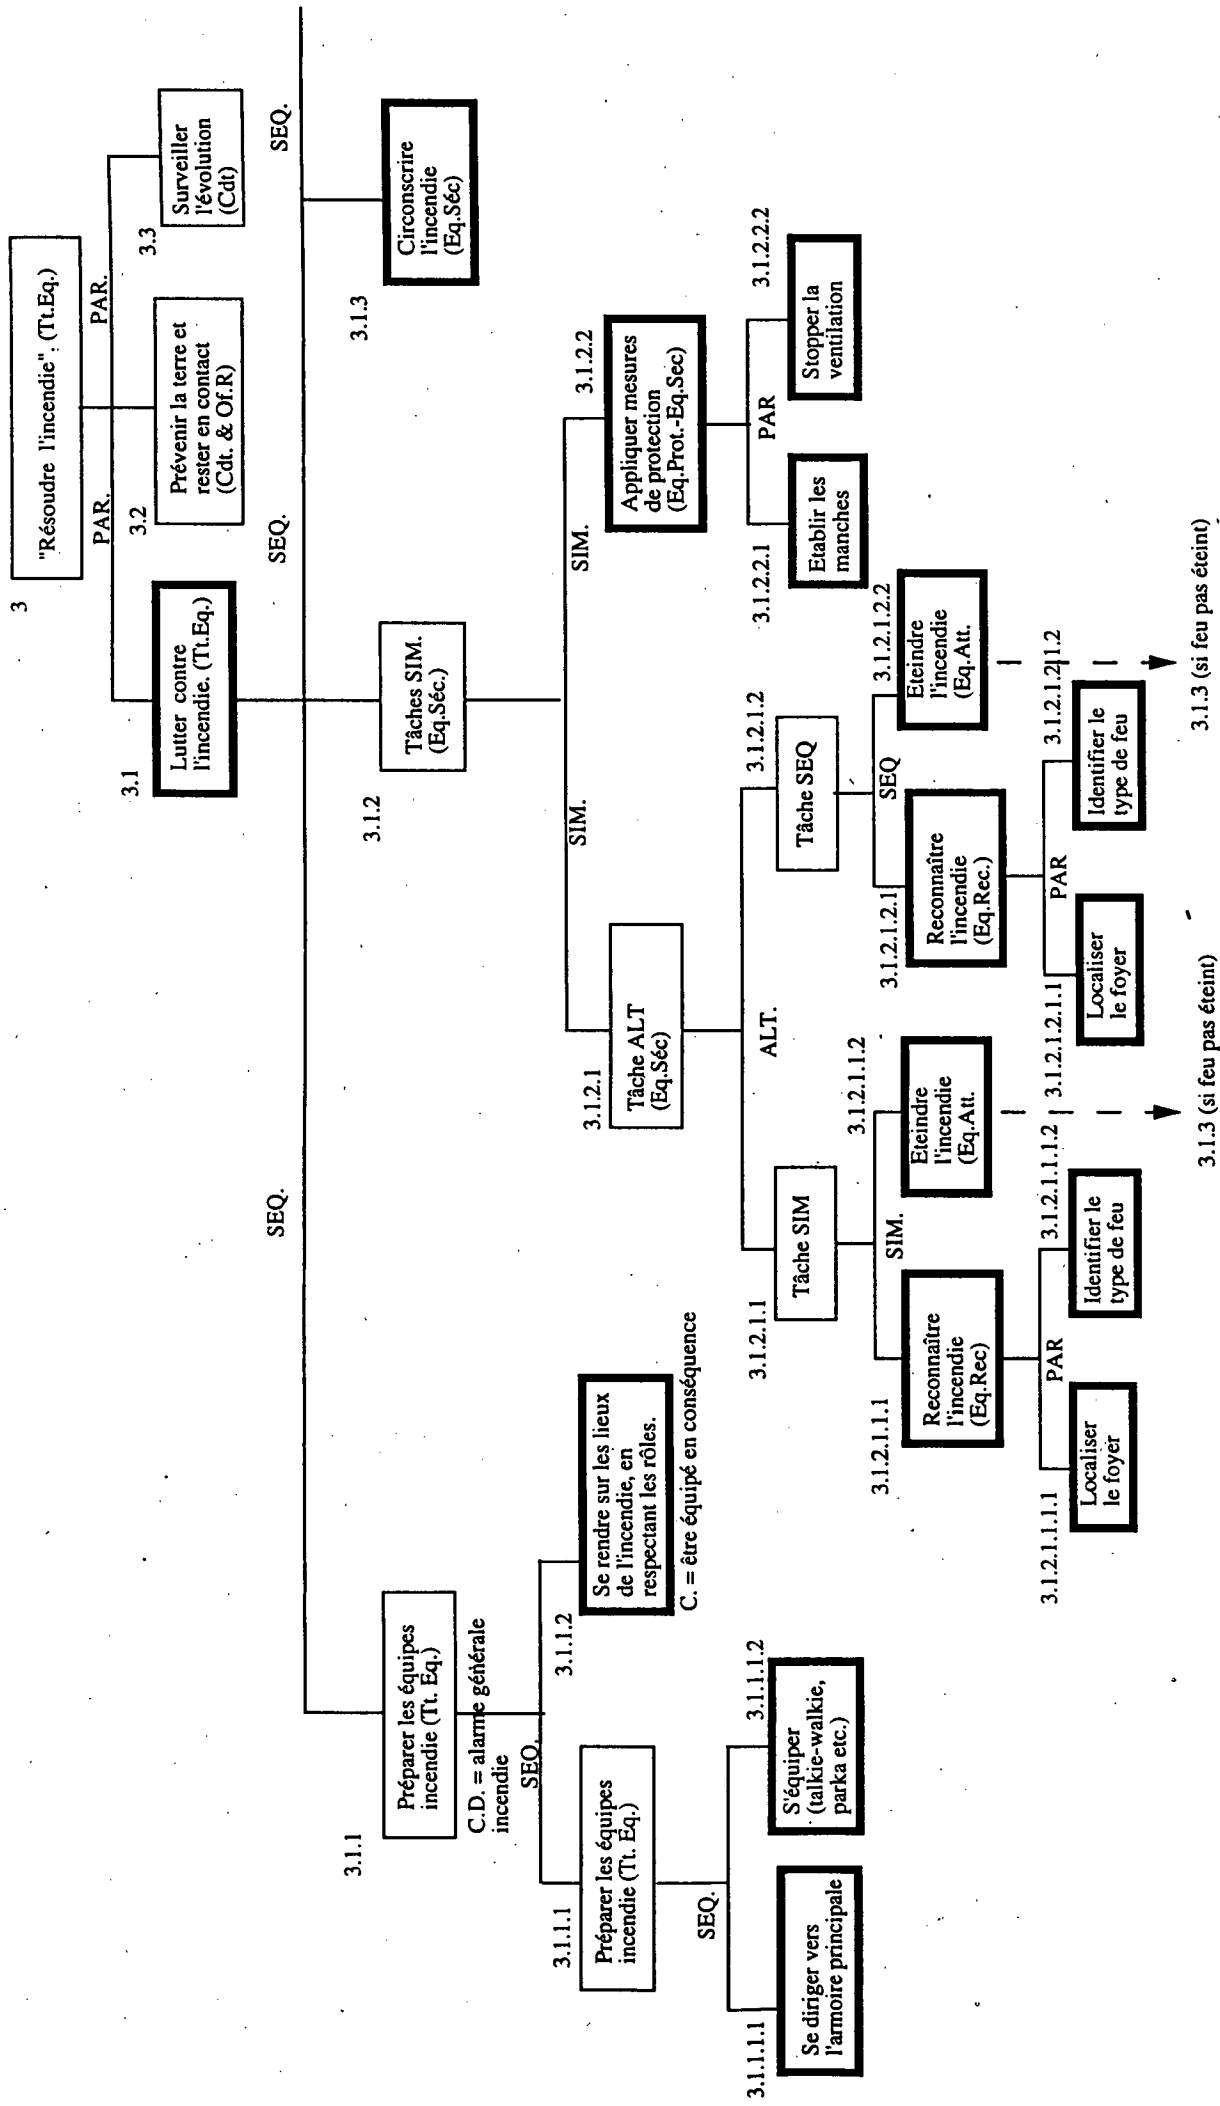 3
"Résoudre l'incendie". (Tt.Eq.)
PAR.
PAR.
3.1
Lutter contre
l'incendie. (Tt.Eq.)
3.2
Prévenir la terre et
rester en contact
(Cdt. & Of.R)
3.3
Surveiller
l'évolution
(Cdt)
SEQ.
SEQ.
SEQ.
3.1.1
Préparer les équipes
incendie (Tt. Eq.)
C.D. = alarme générale
incendie
3.1.2
Tâches SIM.
(Eq.Séc.)
3.1.3
Circonscrire
l'incendie
(Eq.Séc)
SEQ.
SIM.
SIM.
3.1.1.1
Préparer les équipes
incendie (Tt. Eq.)
3.1.1.2
Se rendre sur les lieux
de l'incendie, en
respectant les rôles.
C. = être équipé en conséquence
3.1.2.1
Tâche ALT
(Eq.Séc)
3.1.2.2
Appliquer mesures
de protection
(Eq.Prot.-Eq.Sec)
SEQ.
ALT.
PAR
3.1.1.1.1
Se diriger vers
l'armoire principale
3.1.1.1.2
S'équiper
(talkie-walkie,
parka etc.)
3.1.2.1.1
Tâche SIM
3.1.2.1.2
Tâche SEQ
3.1.2.2.1
Etablir les
manches
3.1.2.2.2
Stopper la
ventilation
SIM.
SEQ
3.1.2.1.1.1
Reconnaître
l'incendie
(Eq.Rec)
3.1.2.1.1.2
Eteindre
l'incendie
(Eq.Att.
3.1.2.1.2.1
Reconnaître
l'incendie
(Eq.Rec.)
3.1.2.1.2.2
Eteindre
l'incendie
(Eq.Att.
PAR
PAR
3.1.2.1.1.1.1
Localiser
le foyer
3.1.2.1.1.1.2
Identifier le
type de feu
3.1.2.1.2.1.1
Localiser
le foyer
3.1.2.1.2.1.2
Identifier le
type de feu
3.1.3 (si feu pas éteint)
3.1.3 (si feu pas éteint)